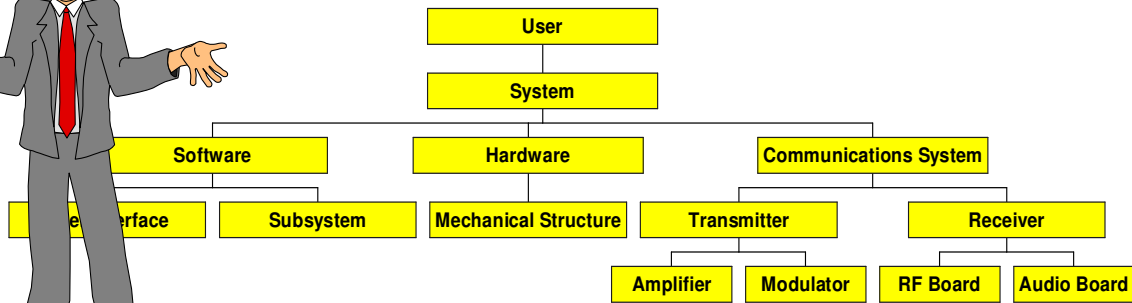 User
System
Software
Hardware
Communications System
Subsystem
Mechanical Structure
Transmitter
Receiver
Amplifier
Modulator
RF Board
Audio Board